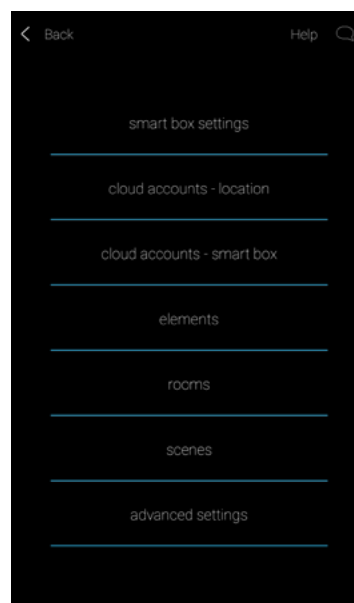 Back Help
smart box settings
cloud accounts - location
cloud accounts - smart box
elements
rooms
scenes
advanced settings